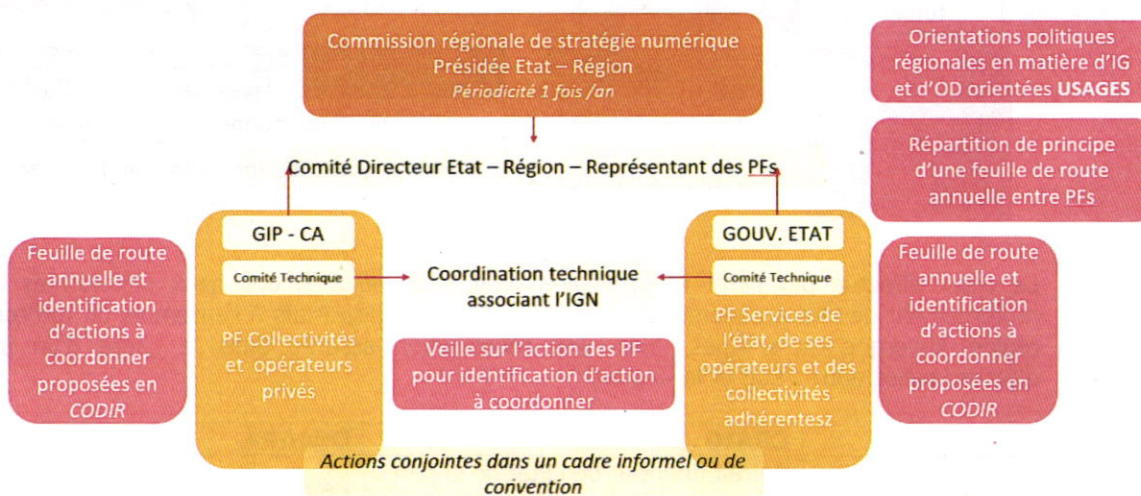 Commission régionale de stratégie numérique
Présidée Etat – Région
Périodicité 1 fois /an
Orientations politiques
régionales en matière d'IG
et d'OD orientées USAGES
Comité Directeur Etat – Région – Représentant des PFs
Répartition de principe
d'une feuille de route
annuelle entre PFs
Feuille de route
annuelle et
identification
d'actions à
coordonner
proposées en
CODIR
GIP - CA
Comité Technique
PF Collectivités
et opérateurs
privés
Coordination technique
associant l'IGN
Veille sur l'action des PF
pour identification d'action
à coordonner
GOUV. ETAT
Comité Technique
PF Services de
l'état, de ses
opérateurs et des
collectivités
adhérentesz
Feuille de route
annuelle et
identification
d'actions à
coordonner
proposées en
CODIR
Actions conjointes dans un cadre informel ou de
convention